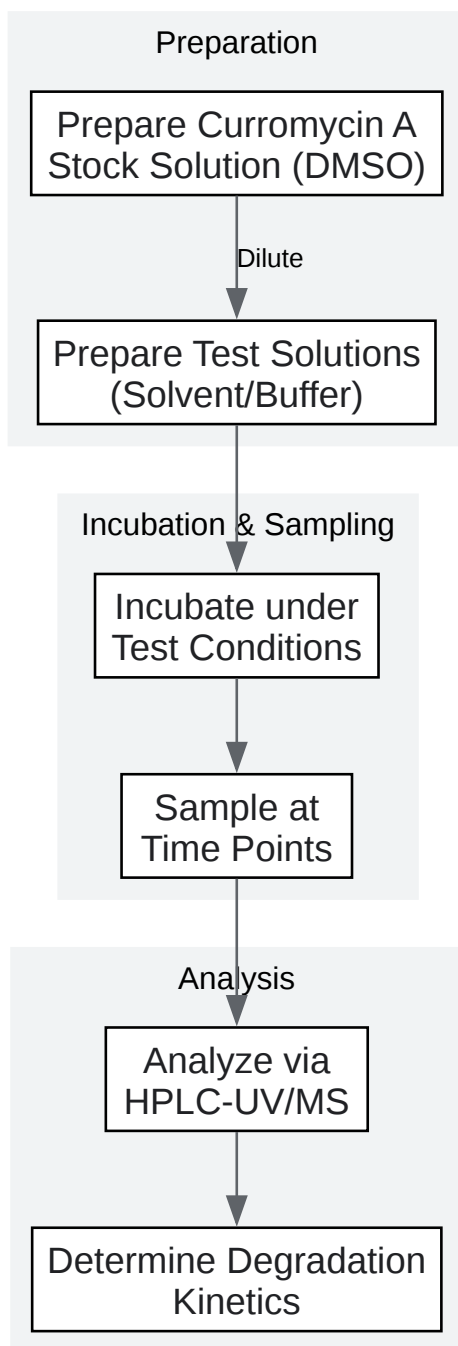 Preparation
Prepare Curromycin A
Stock Solution (DMSO)
Dilute
Prepare Test Solutions
(Solvent/Buffer)
Incubation & Sampling
Incubate under
Test Conditions
Sample at
Time Points
Analysis
Analyze via
HPLC-UV/MS
Determine Degradation
Kinetics